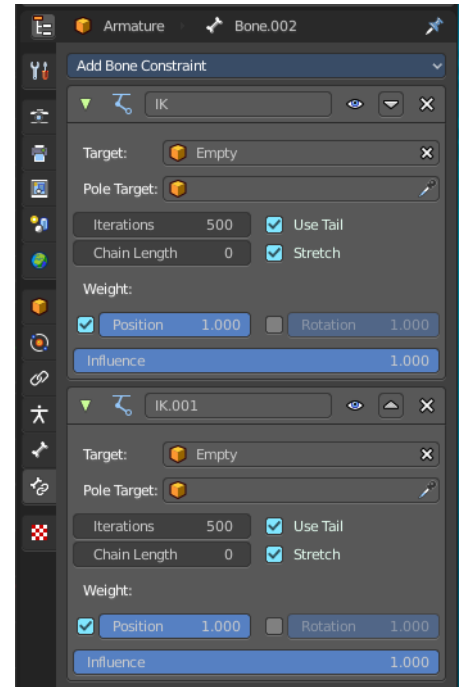 Armature Bone.002
Add Bone Constraint
IK
Target: Empty
Pole Target:
Iterations 500 Use Tail
Chain Length 0 Stretch
Weight:
Position 1.000 Rotation 1.000
Influence 1.000
IK.001
Target: Empty
Pole Target:
Iterations 500 Use Tail
Chain Length 0 Stretch
Weight:
Position 1.000 Rotation 1.000
Influence 1.000